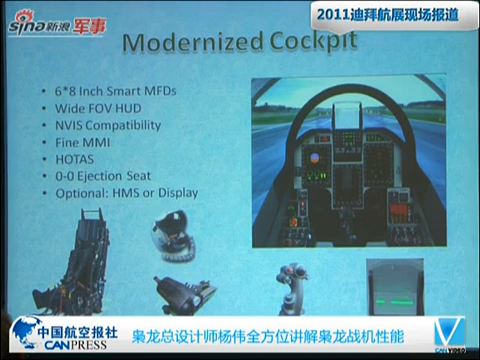 sina新浪 军事
2011迪拜航展现场报道
Modernized Cockpit
• 6*8 Inch Smart MFDs
• Wide FOV HUD
• NVIS Compatibility
• Fine MMI
• HOTAS
• 0-0 Ejection Seat
• Optional: HMS or Display
中国航空报社
CANPRESS
枭龙总设计师杨伟全方位讲解枭龙战机性能
CANVIDEO